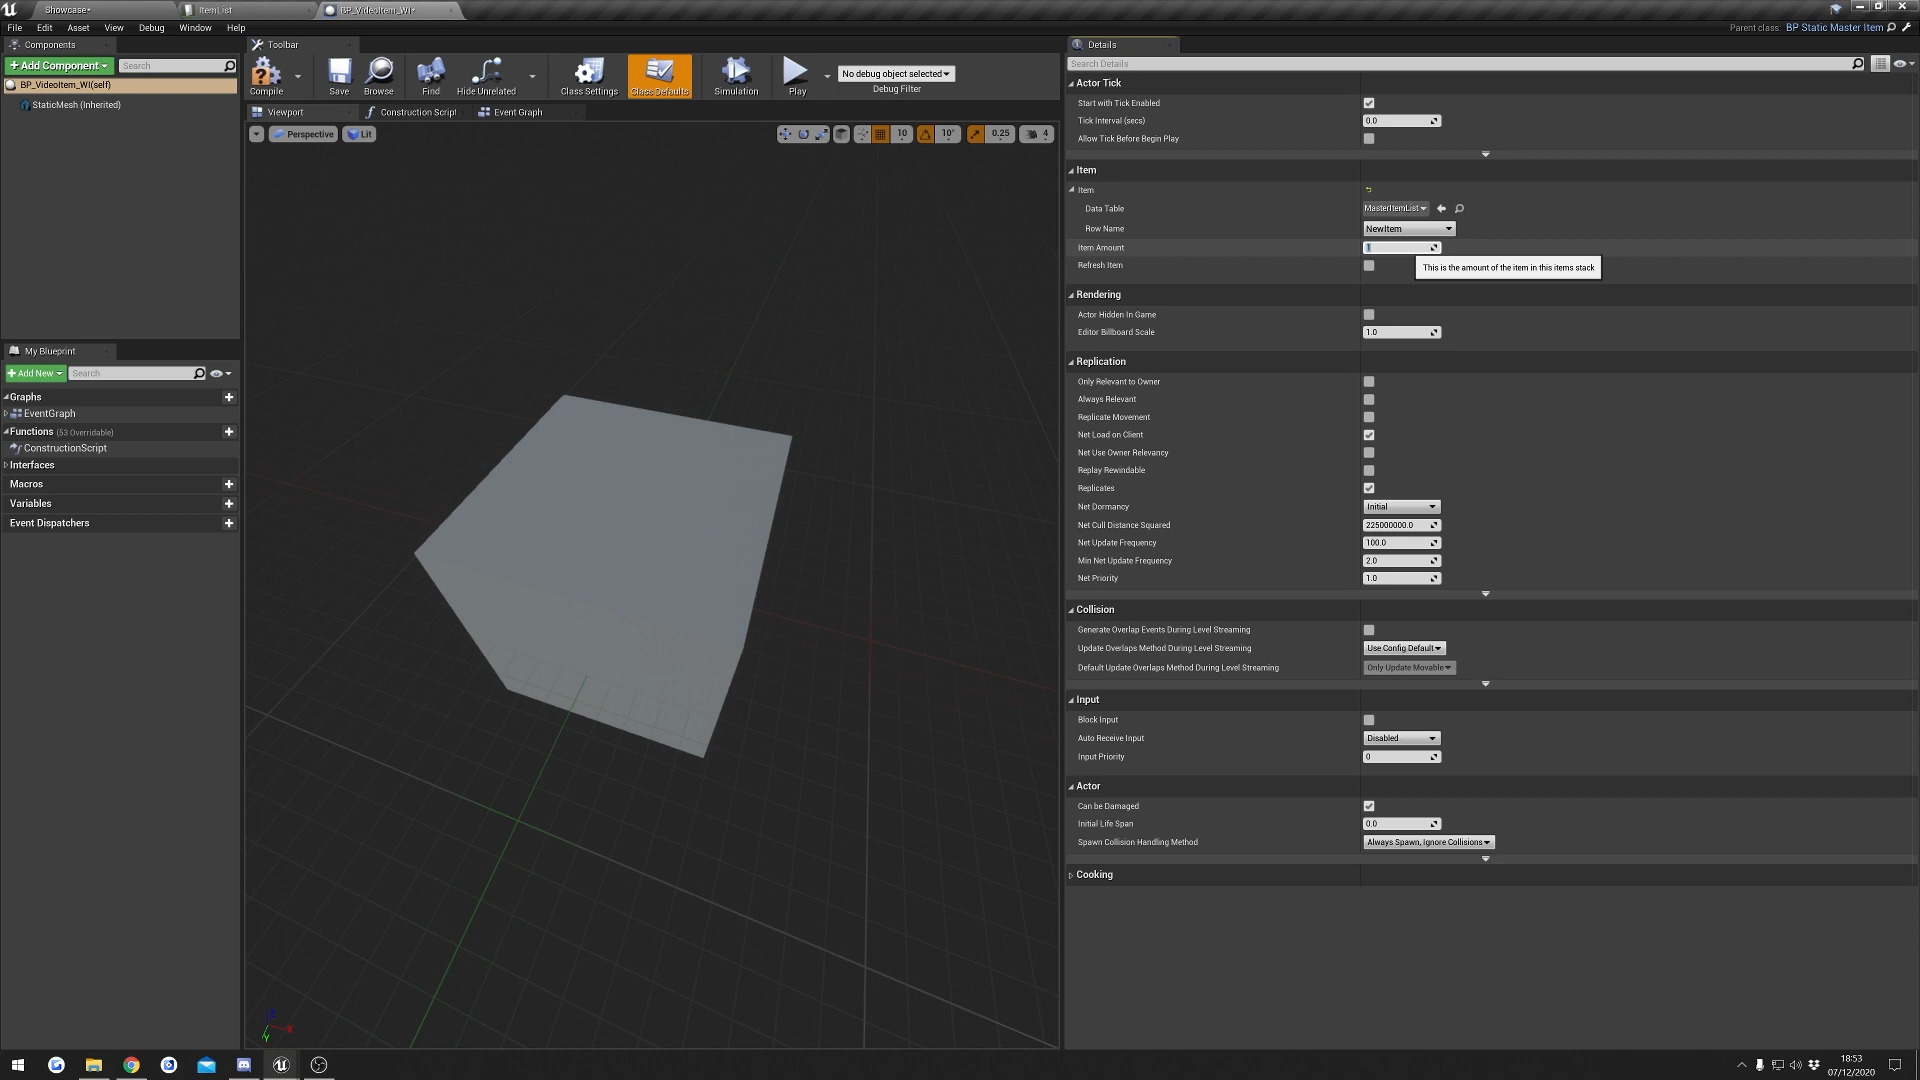 Showcase•
ItemList
BP_VideoItem_WI•
File Edit Asset View Debug Window Help
Parent class: BP Static Master Item
Components
Toolbar
Details
+ Add Component
Search
BP_VideoItem_WI(self)
StaticMesh (Inherited)
Compile
Save
Browse
Find
Hide Unrelated
Class Settings
Class Defaults
Simulation
Play
No debug object selected
Debug Filter
Viewport
Construction Script
Event Graph
Perspective
Lit
10
10°
0.25
4
My Blueprint
+ Add New
Search
Graphs
EventGraph
Functions (53 Overridable)
ConstructionScript
Interfaces
Macros
Variables
Event Dispatchers
Z
X
Y
Search Details
Actor Tick
Start with Tick Enabled
Tick Interval (secs) 0.0
Allow Tick Before Begin Play
Item
Item
Data Table MasterItemList
Row Name NewItem
Item Amount 1
Refresh Item
This is the amount of the item in this items stack
Rendering
Actor Hidden In Game
Editor Billboard Scale 1.0
Replication
Only Relevant to Owner
Always Relevant
Replicate Movement
Net Load on Client
Net Use Owner Relevancy
Replay Rewindable
Replicates
Net Dormancy Initial
Net Cull Distance Squared 225000000.0
Net Update Frequency 100.0
Min Net Update Frequency 2.0
Net Priority 1.0
Collision
Generate Overlap Events During Level Streaming
Update Overlaps Method During Level Streaming Use Config Default
Default Update Overlaps Method During Level Streaming Only Update Movable
Input
Block Input
Auto Receive Input Disabled
Input Priority 0
Actor
Can be Damaged
Initial Life Span 0.0
Spawn Collision Handling Method Always Spawn, Ignore Collisions
Cooking
18:53
07/12/2020